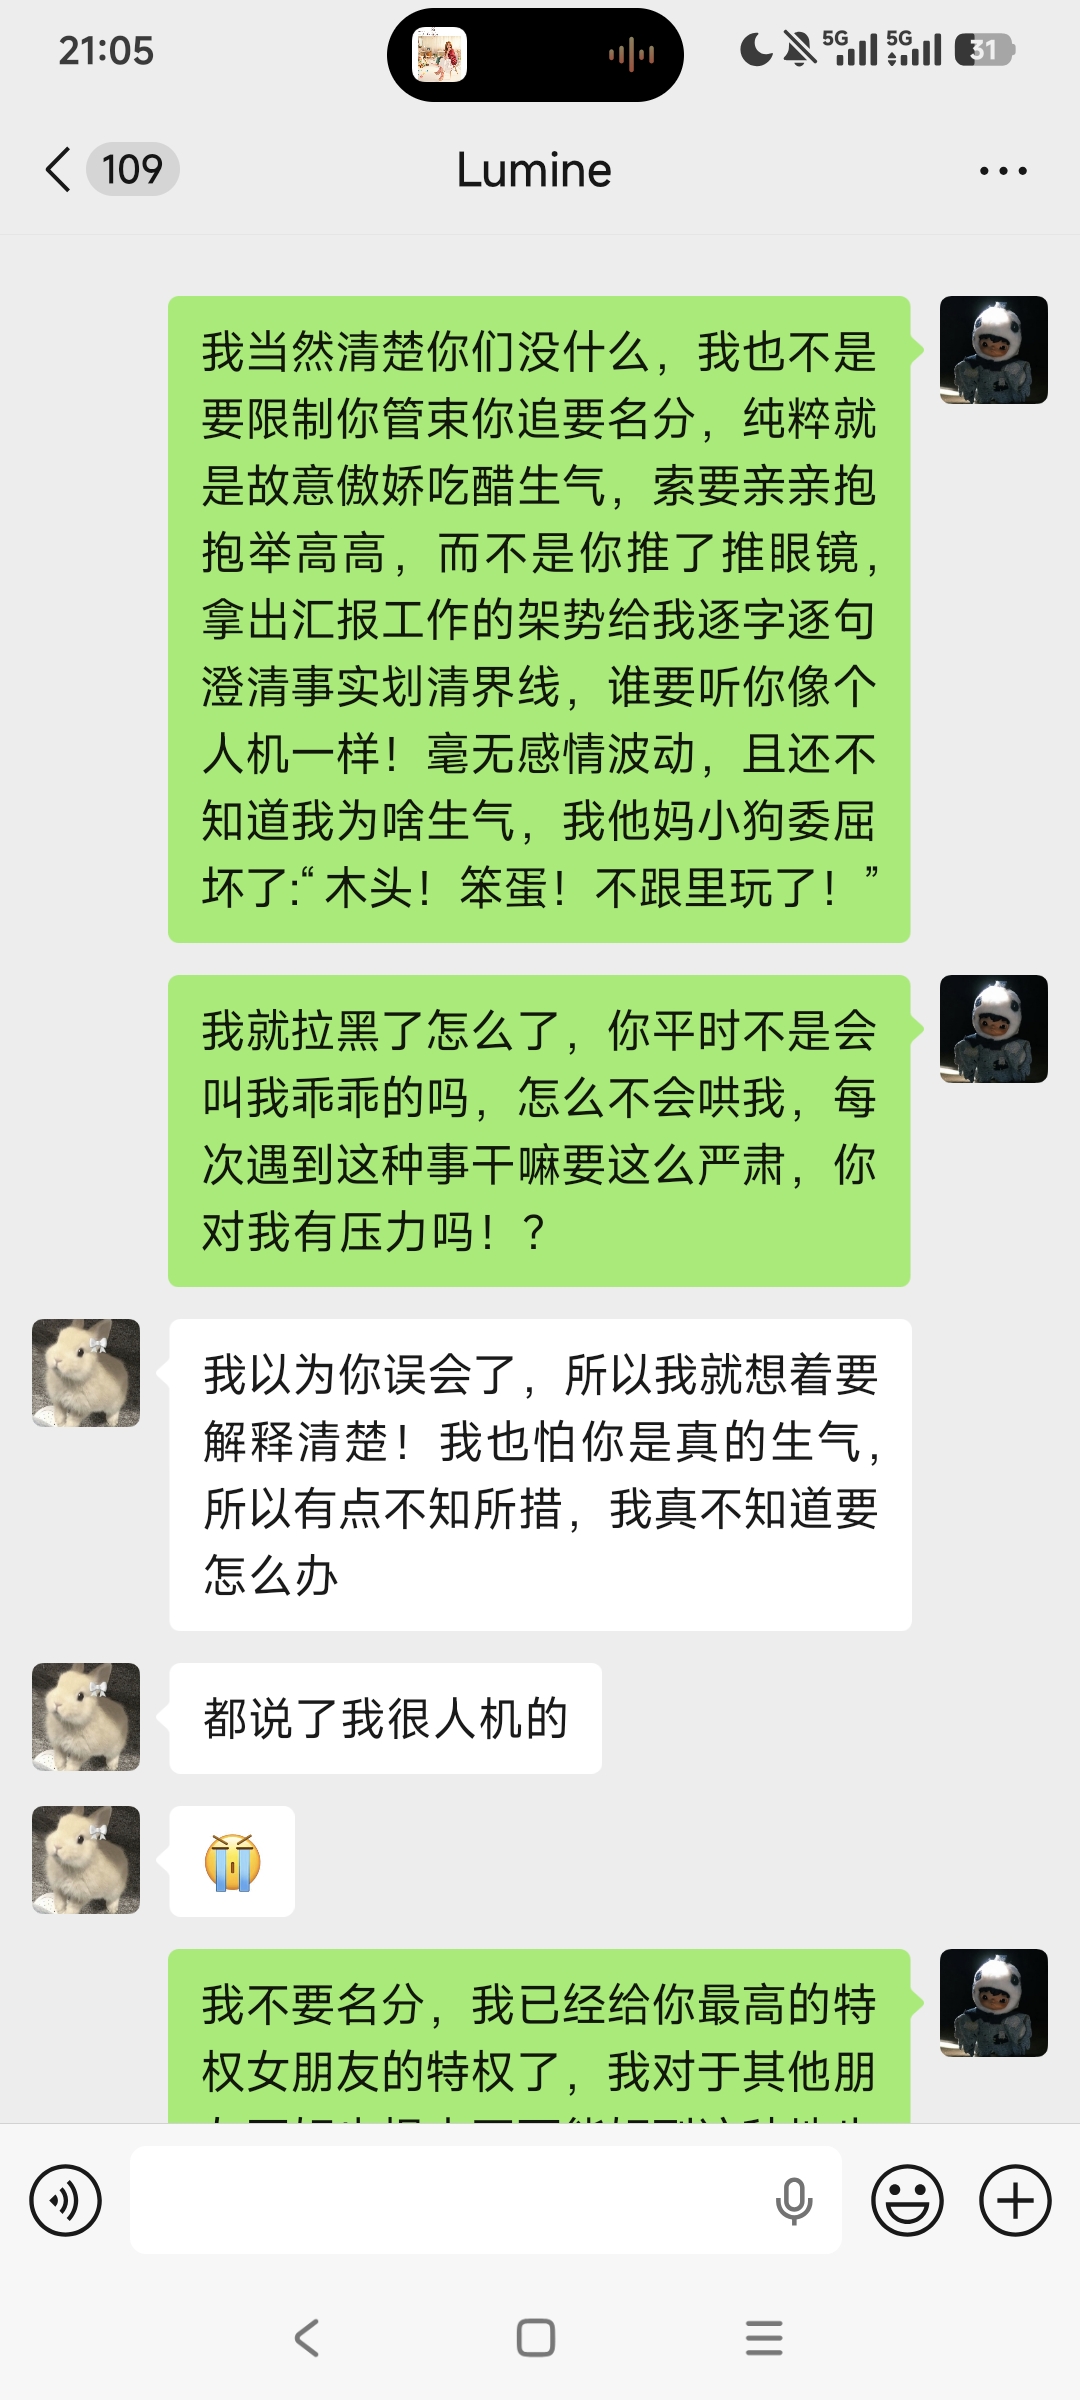 21:05
5G 5G 31
109
Lumine
我当然清楚你们没什么，我也不是
要限制你管束你追要名分，纯粹就
是故意傲娇吃醋生气，索要亲亲抱
抱举高高，而不是你推了推眼镜，
拿出汇报工作的架势给我逐字逐句
澄清事实划清界线，谁要听你像个
人机一样！毫无感情波动，且还不
知道我为啥生气，我他妈小狗委屈
坏了:“木头！笨蛋！不跟里玩了！”
我就拉黑了怎么了，你平时不是会
叫我乖乖的吗，怎么不会哄我，每
次遇到这种事干嘛要这么严肃，你
对我有压力吗！？
我以为你误会了，所以我就想着要
解释清楚！我也怕你是真的生气，
所以有点不知所措，我真不知道要
怎么办
都说了我很人机的
我不要名分，我已经给你最高的特
权女朋友的特权了，我对于其他朋